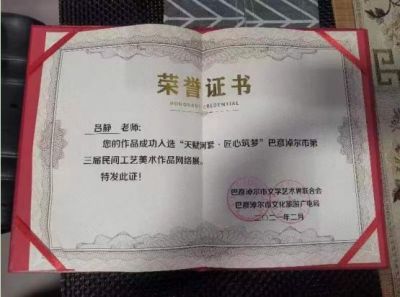 荣誉证书
HONORARY CREDENTIAL
吕静 老师:
您的作品成功入选“天赋河套·匠心筑梦”巴彦淖尔市第
三届民间工艺美术作品网络展。
特发此证!
巴彦淖尔市文学艺术界联合会
巴彦淖尔市文化旅游广电局
二〇二一年二月